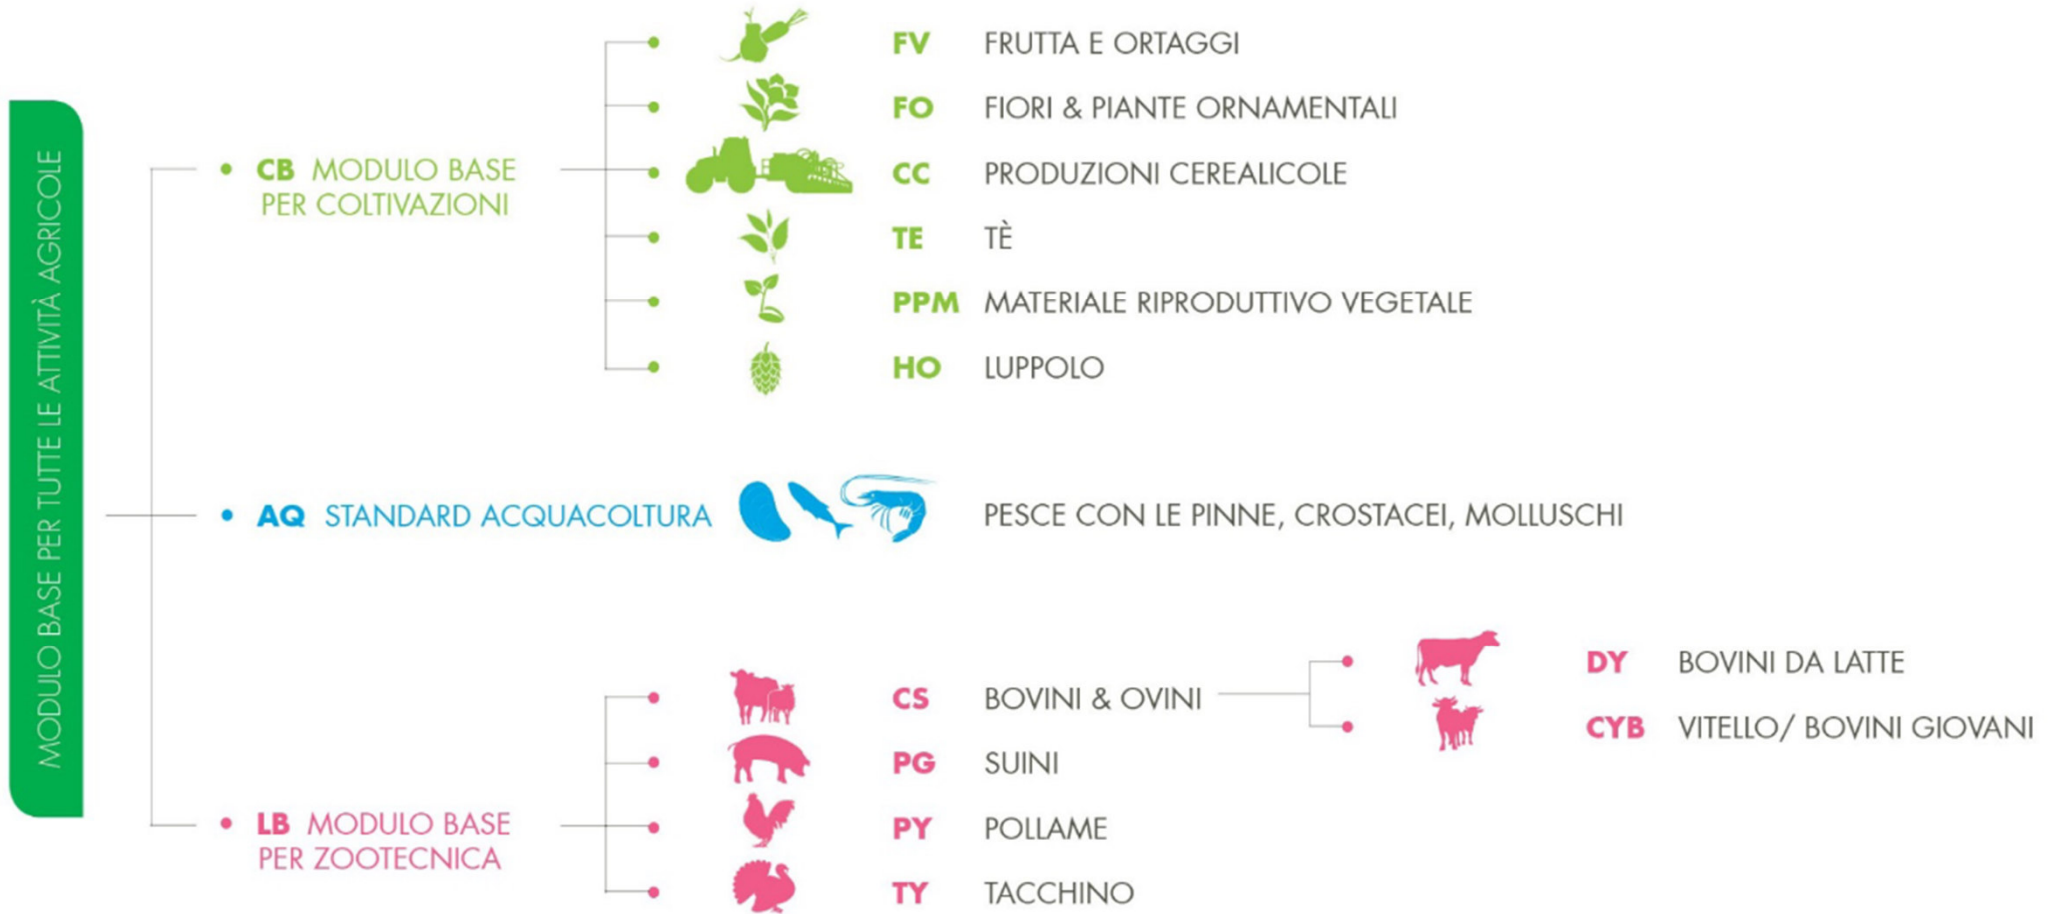 MODULO BASE PER TUTTE LE ATTIVITÀ AGRICOLE
CB MODULO BASE
PER COLTIVAZIONI
FV FRUTTA E ORTAGGI
FO FIORI & PIANTE ORNAMENTALI
CC PRODUZIONI CEREALICOLE
TE TÈ
PPM MATERIALE RIPRODUTTIVO VEGETALE
HO LUPPOLO
AQ STANDARD ACQUACOLTURA
PESCE CON LE PINNE, CROSTACEI, MOLLUSCHI
LB MODULO BASE
PER ZOOTECNICA
CS BOVINI & OVINI
DY BOVINI DA LATTE
CYB VITELLO/ BOVINI GIOVANI
PG SUINI
PY POLLAME
TY TACCHINO